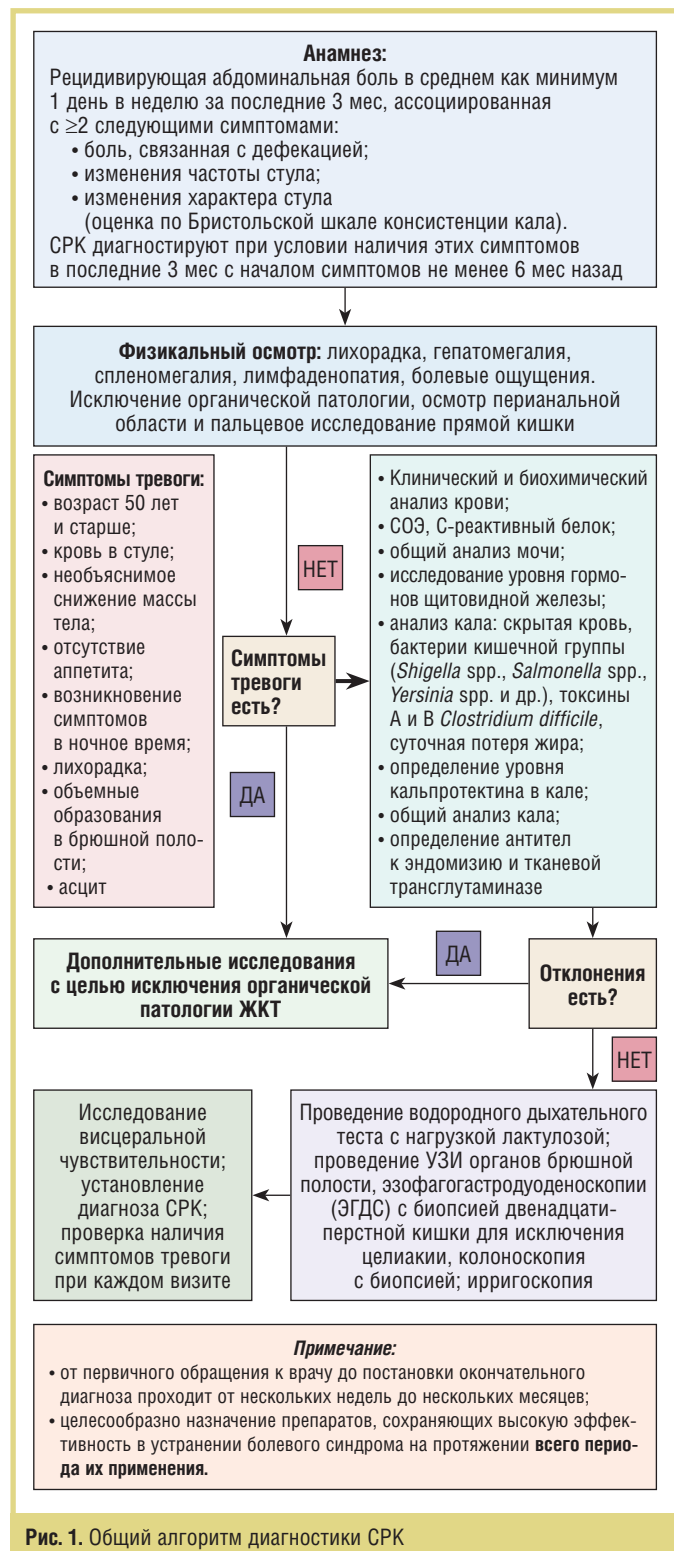 Анамнез:
Рецидивирующая абдоминальная боль в среднем как минимум
1 день в неделю за последние 3 мес, ассоциированная
с ≥2 следующими симптомами:
• боль, связанная с дефекацией;
• изменения частоты стула;
• изменения характера стула
(оценка по Бристольской шкале консистенции кала).
СРК диагностируют при условии наличия этих симптомов
в последние 3 мес с началом симптомов не менее 6 мес назад
Физикальный осмотр: лихорадка, гепатомегалия,
спленомегалия, лимфаденопатия, болевые ощущения.
Исключение органической патологии, осмотр перианальной
области и пальцевое исследование прямой кишки
Симптомы тревоги:
• возраст 50 лет
и старше;
• кровь в стуле;
• необъяснимое
снижение массы
тела;
• отсутствие
аппетита;
• возникновение
симптомов
в ночное время;
• лихорадка;
• объемные
образования
в брюшной поло-
сти;
• асцит
НЕТ
Симптомы
тревоги
есть?
ДА
• Клинический и биохимический
анализ крови;
• СОЭ, С-реактивный белок;
• общий анализ мочи;
• исследование уровня гормо-
нов щитовидной железы;
• анализ кала: скрытая кровь,
бактерии кишечной группы
(Shigella spp., Salmonella spp.,
Yersinia spp. и др.), токсины
А и В Clostridium difficile,
суточная потеря жира;
• определение уровня
кальпротектина в кале;
• общий анализ кала;
• определение антител
к эндомизию и тканевой
трансглутаминазе
Дополнительные исследования
с целью исключения органической
патологии ЖКТ
ДА
Отклонения
есть?
НЕТ
Исследование
висцеральной
чувствительности;
установление
диагноза СРК;
проверка наличия
симптомов тревоги
при каждом визите
Проведение водородного дыхательного
теста с нагрузкой лактулозой;
проведение УЗИ органов брюшной
полости, эзофагогастродуоденоскопии
(ЭГДС) с биопсией двенадцати-
перстной кишки для исключения
целиакии, колоноскопия
с биопсией; ирригоскопия
Примечание:
• от первичного обращения к врачу до постановки окончательного
диагноза проходит от нескольких недель до нескольких месяцев;
• целесообразно назначение препаратов, сохраняющих высокую эффек-
тивность в устранении болевого синдрома на протяжении всего перио-
да их применения.
Рис. 1. Общий алгоритм диагностики СРК